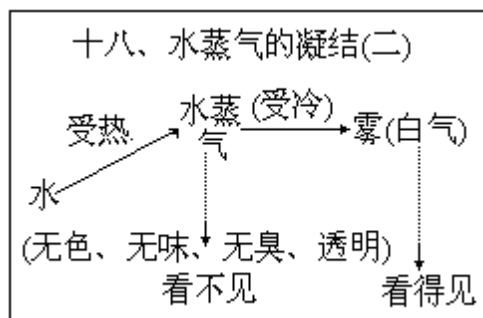 十八、水蒸气的凝结(二)
受热
水蒸
气
(受冷)
雾(白气)
水
(无色、无味、无臭、透明)
看不见
看得见